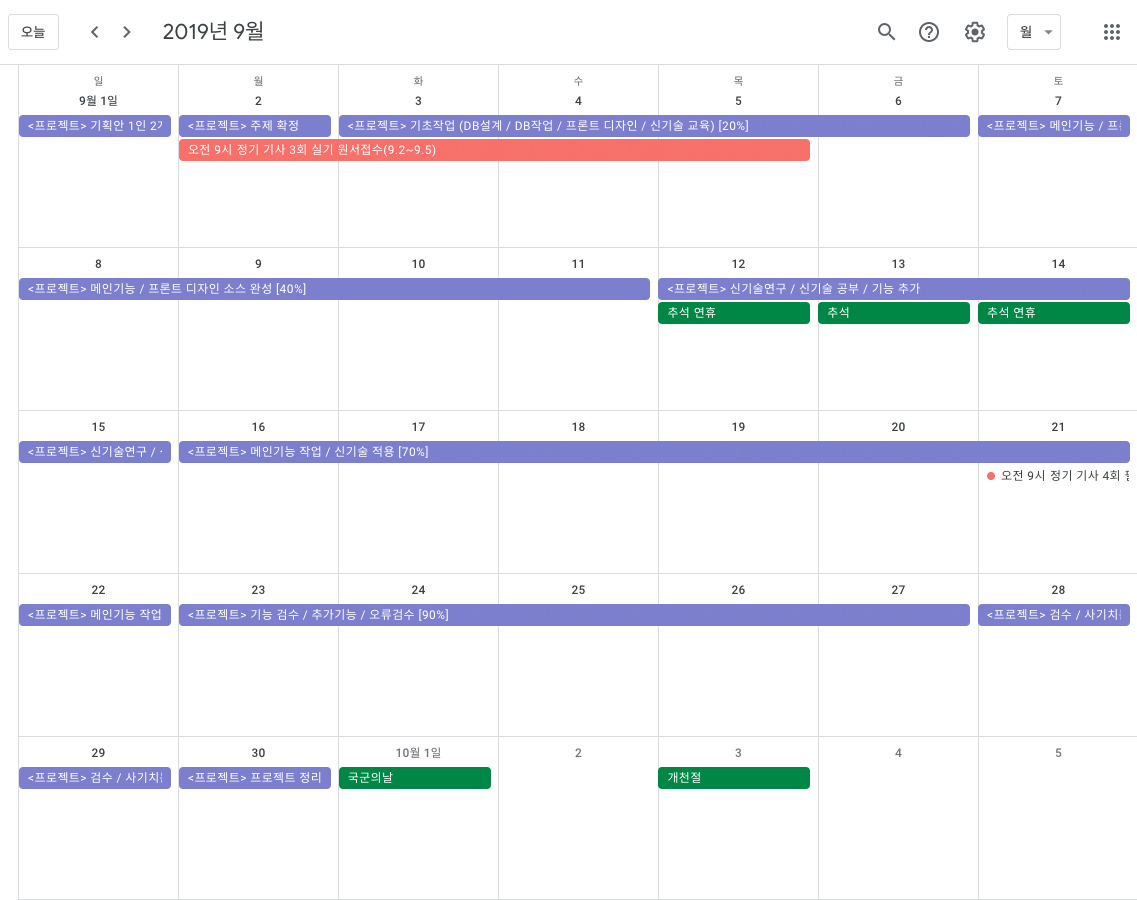 오늘
2019년 9월
월
일 월 화 수 목 금 토
9월 1일 2 3 4 5 6 7
<프로젝트> 기획안 1인 <프로젝트> 주제 확정 <프로젝트> 기초작업 (DB설계 / DB작업 / 프론트 디자인 / 신기술 교육) [20%] <프로젝트> 메인기능 /
오전 9시 정기 기사 3회 실기 원서접수(9.2~9.5)
8 9 10 11 12 13 14
<프로젝트> 메인기능 / 프론트 디자인 소스 완성 [40%] <프로젝트> 신기술연구 / 신기술 공부 / 기능 추가
추석 연휴 추석 추석 연휴
15 16 17 18 19 20 21
<프로젝트> 신기술연구 / <프로젝트> 메인기능 작업 / 신기술 적용 [70%]
오전 9시 정기 기사 4회
22 23 24 25 26 27 28
<프로젝트> 메인기능 작업 <프로젝트> 기능 검수 / 추가기능 / 오류검수 [90%] <프로젝트> 검수 / 사기치
29 30 10월 1일 2 3 4 5
<프로젝트> 검수 / 사기치 <프로젝트> 프로젝트 정리 국군의날 개천절